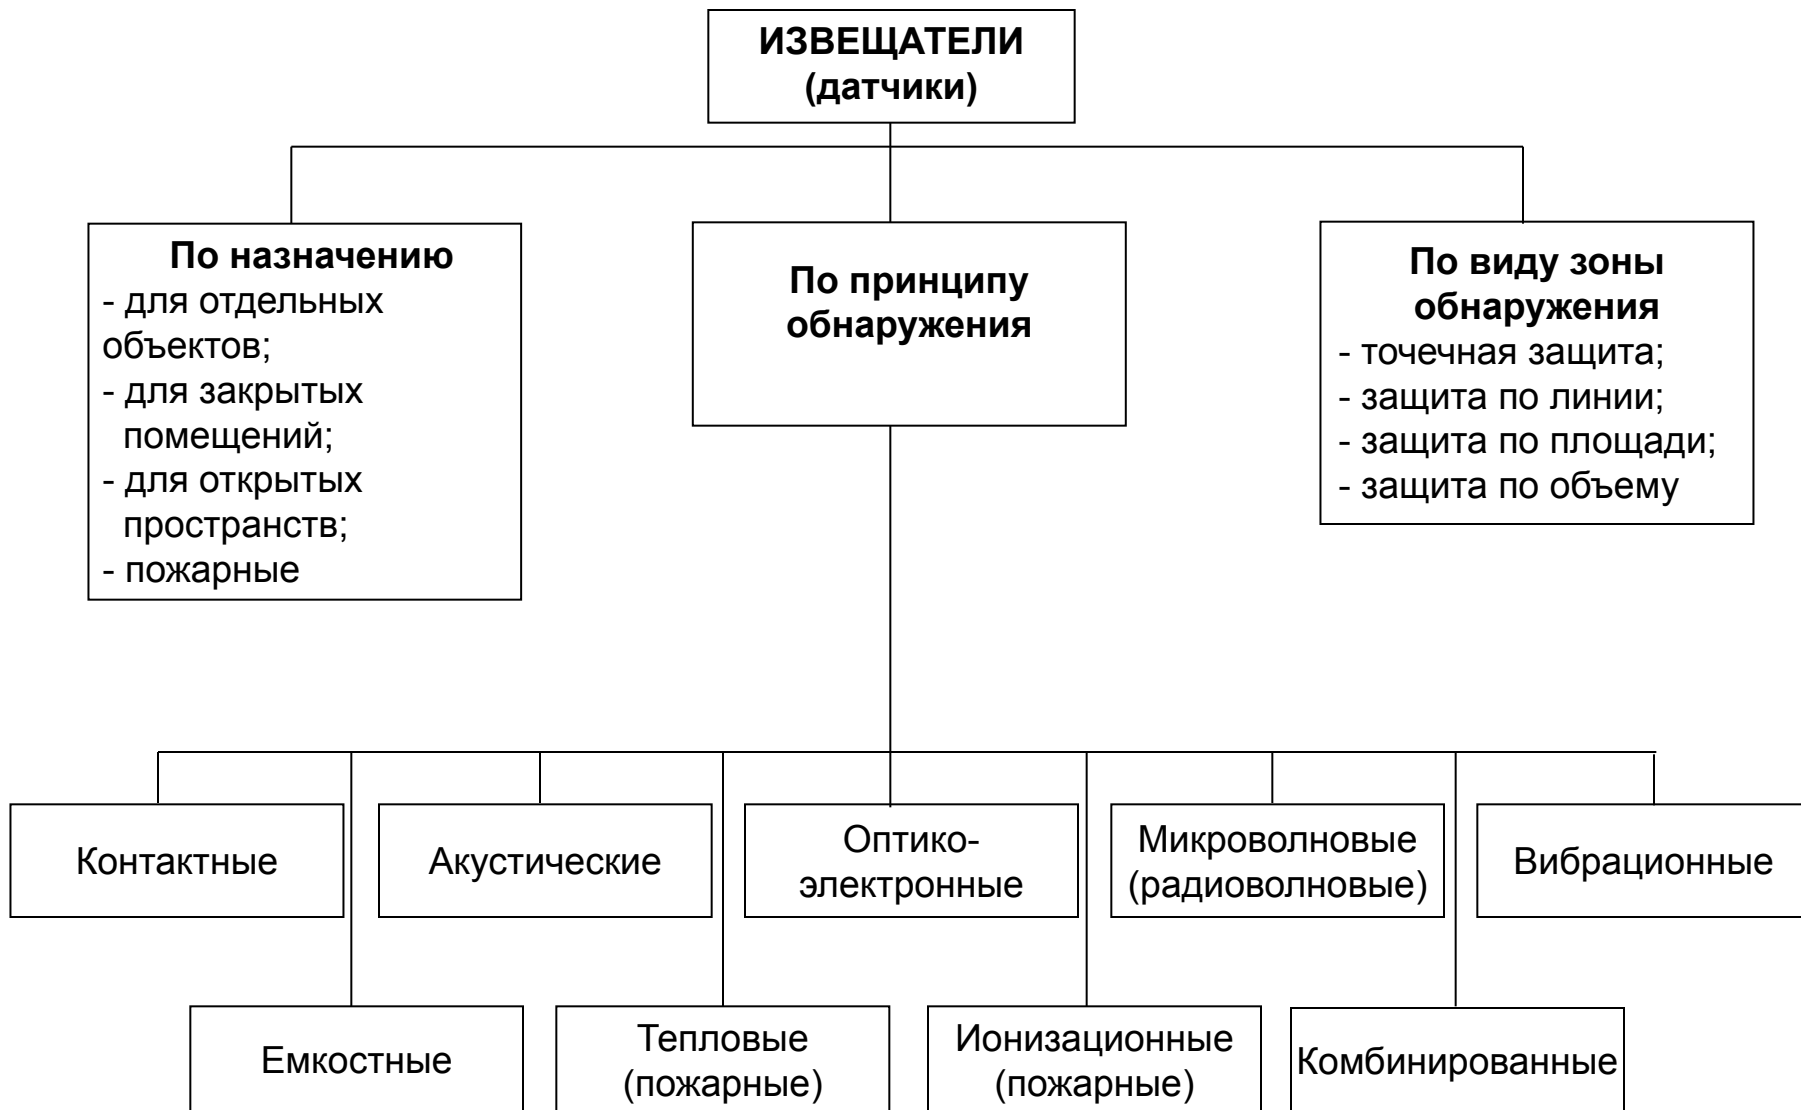 ИЗВЕЩАТЕЛИ
(датчики)
По назначению
- для отдельных
объектов;
- для закрытых
помещений;
- для открытых
пространств;
- пожарные
По принципу
обнаружения
По виду зоны
обнаружения
- точечная защита;
- защита по линии;
- защита по площади;
- защита по объему
Контактные
Акустические
Оптико-
электронные
Микроволновые
(радиоволновые)
Вибрационные
Емкостные
Тепловые
(пожарные)
Ионизационные
(пожарные)
Комбинированные